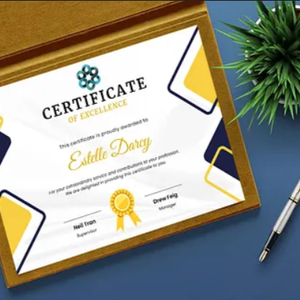 CERTIFICATE
OF EXCELLENCE
This certificate is proudly awarded to
Estelle Darcy
For your extraordinary service and contributions to your profession.
We are delighted in providing this certificate to you.
Neil Tran
Supervisor
Drew Feig
Manager